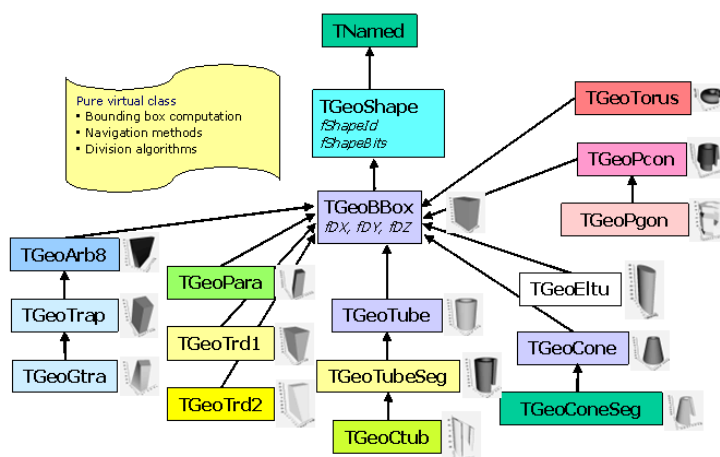 TNamed
Pure virtual class
• Bounding box computation
• Navigation methods
• Division algorithms
TGeoShape
fShapeId
fShapeBits
TGeoTorus
TGeoPcon
TGeoPgon
TGeoBBox
fDX, fDY, fDZ
TGeoArb8
TGeoPara
TGeoEltu
TGeoTrap
TGeoTube
TGeoTrd1
TGeoCone
TGeoGtra
TGeoTubeSeg
TGeoTrd2
TGeoConeSeg
TGeoCtub